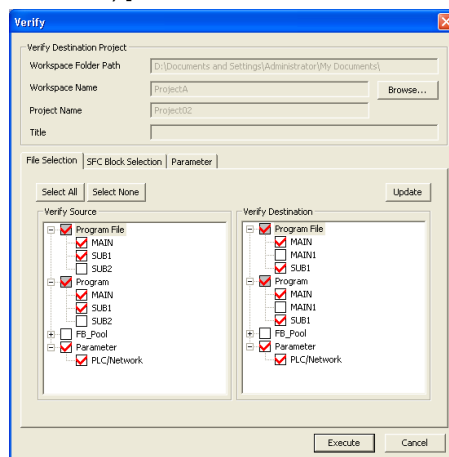 Verify
Verify Destination Project
Workspace Folder Path D:\Documents and Settings\Administrator\My Documents\
Workspace Name ProjectA Browse...
Project Name Project02
Title
File Selection SFC Block Selection Parameter
Select All Select None Update
Verify Source Verify Destination
Program File Program File
MAIN MAIN
SUB1 MAIN1
SUB2 SUB1
Program Program
MAIN MAIN
SUB1 MAIN1
SUB2 SUB1
FB_Pool FB_Pool
Parameter Parameter
PLC/Network PLC/Network
Execute Cancel